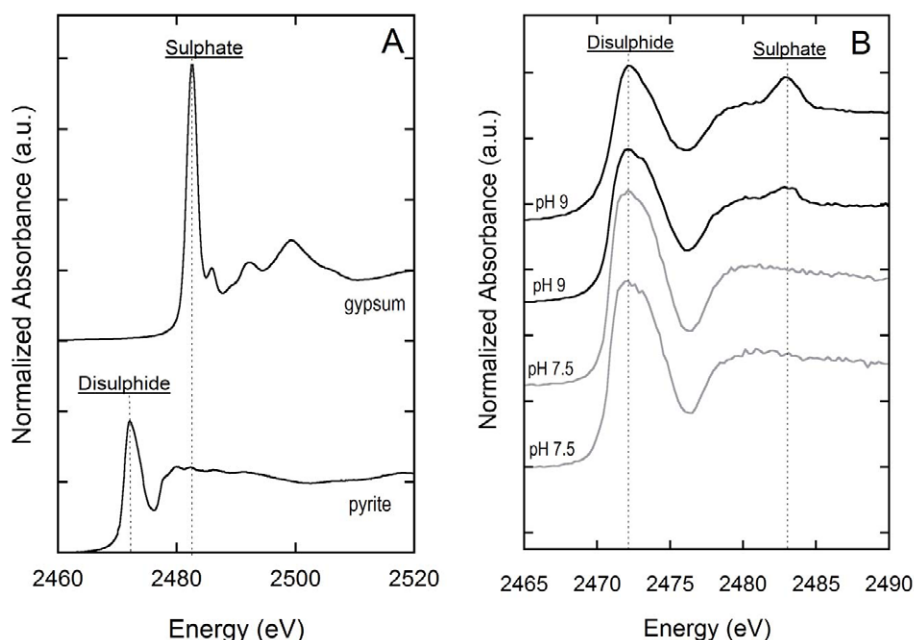 A
Sulphate
Normalized Absorbance (a.u.)
gypsum
Disulphide
pyrite
2460 2480 2500 2520
Energy (eV)
B
Disulphide
Sulphate
Normalized Absorbance (a.u.)
pH 9
pH 9
pH 7.5
pH 7.5
2465 2470 2475 2480 2485 2490
Energy (eV)